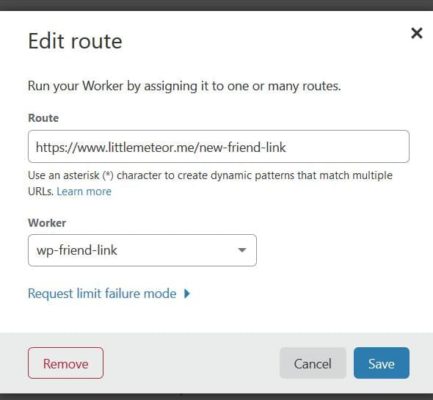 Edit route
×
Run your Worker by assigning it to one or many routes.
Route
https://www.littlemeteor.me/new-friend-link
Use an asterisk (*) character to create dynamic patterns that match multiple
URLs. Learn more
Worker
wp-friend-link
Request limit failure mode
Remove
Cancel
Save